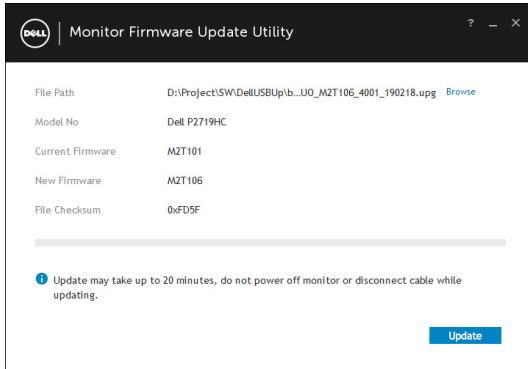 DELL Monitor Firmware Update Utility ? _ ×
File Path D:\Project\SW\DellUSBUp\b...UO_M2T106_4001_190218.upg Browse
Model No Dell P2719HC
Current Firmware M2T101
New Firmware M2T106
File Checksum 0xFD5F
i Update may take up to 20 minutes, do not power off monitor or disconnect cable while
updating.
Update